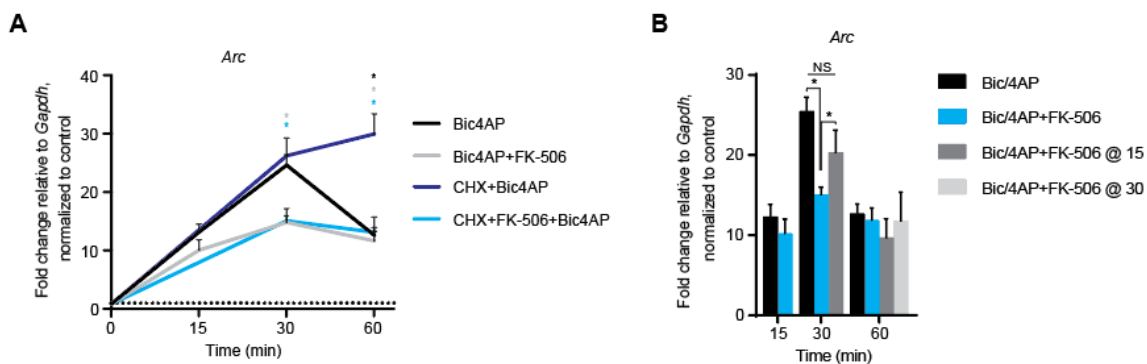 A
Arc
Fold change relative to Gapdh,
normalized to control
40
30
20
10
0
0
15
30
60
Time (min)
*
*
*
*
*
Bic4AP
Bic4AP+FK-506
CHX+Bic4AP
CHX+FK-506+Bic4AP
B
Arc
Fold change relative to Gapdh,
normalized to control
30
20
10
0
NS
*
*
15
30
60
Time (min)
Bic/4AP
Bic/4AP+FK-506
Bic/4AP+FK-506 @ 15
Bic/4AP+FK-506 @ 30